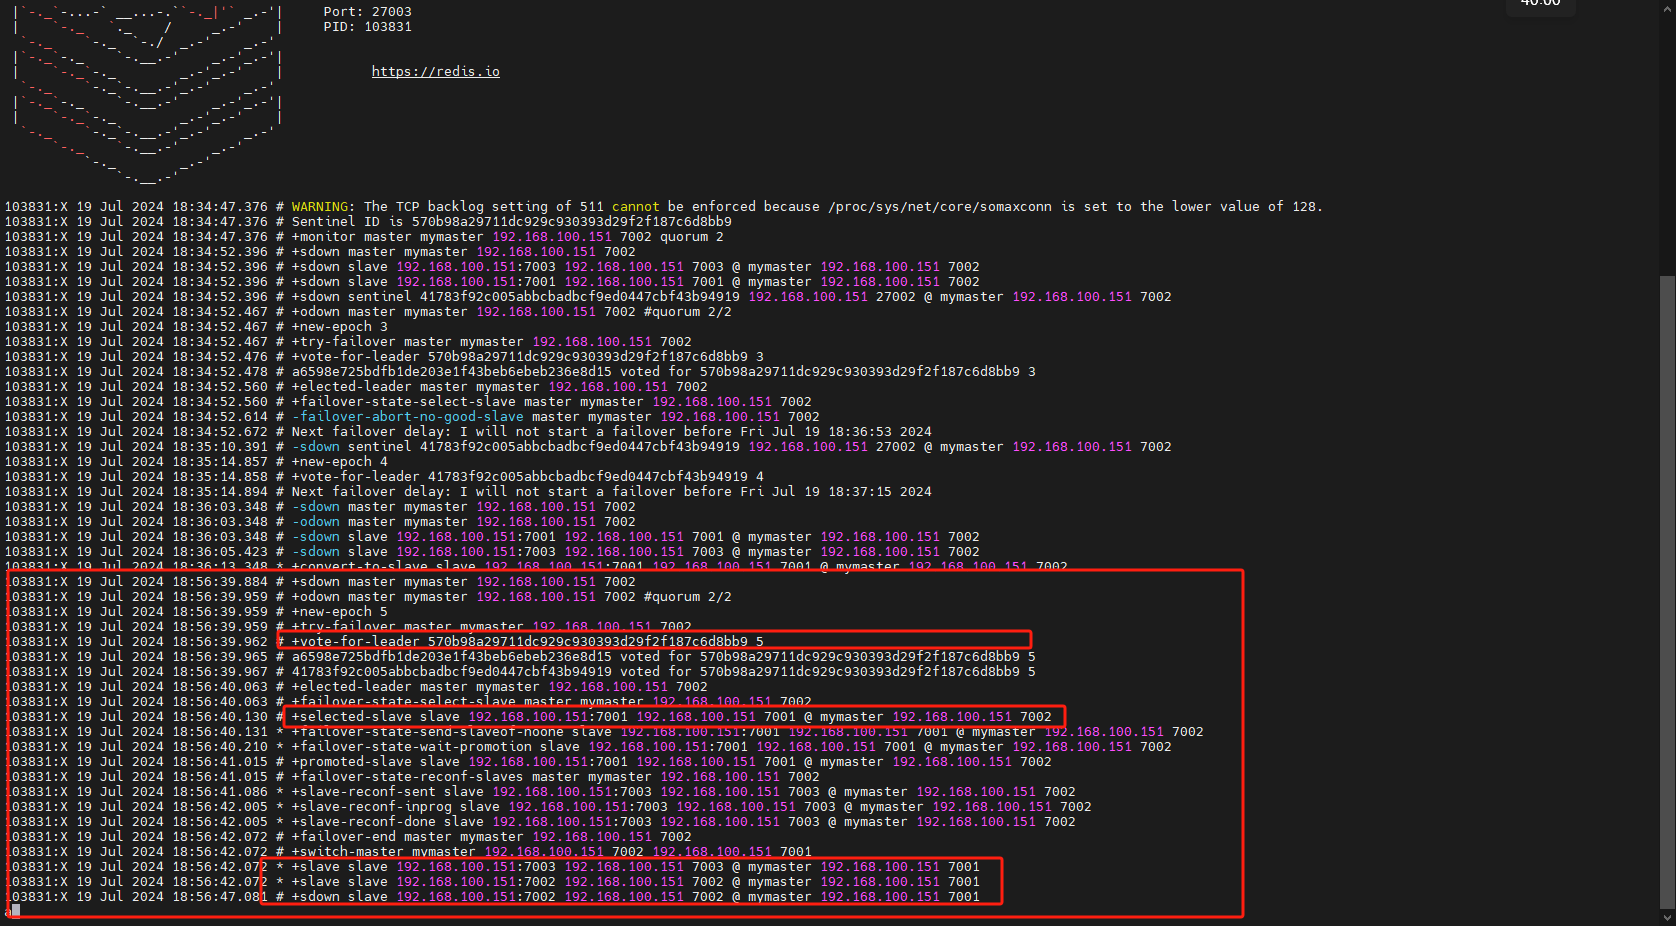 40:00
Port: 27003
PID: 103831
https://redis.io
103831:X 19 Jul 2024 18:34:47.376 # WARNING: The TCP backlog setting of 511 cannot be enforced because /proc/sys/net/core/somaxconn is set to the lower value of 128.
103831:X 19 Jul 2024 18:34:47.376 # Sentinel ID is 570b98a29711dc929c930393d29f2f187c6d8bb9
103831:X 19 Jul 2024 18:34:47.376 # +monitor master mymaster 192.168.100.151 7002 quorum 2
103831:X 19 Jul 2024 18:34:52.396 # +sdown master mymaster 192.168.100.151 7002
103831:X 19 Jul 2024 18:34:52.396 # +sdown slave 192.168.100.151:7003 192.168.100.151 7003 @ mymaster 192.168.100.151 7002
103831:X 19 Jul 2024 18:34:52.396 # +sdown slave 192.168.100.151:7001 192.168.100.151 7001 @ mymaster 192.168.100.151 7002
103831:X 19 Jul 2024 18:34:52.396 # +sdown sentinel 41783f92c005abbcbadbcf9ed0447cbf43b94919 192.168.100.151 27002 @ mymaster 192.168.100.151 7002
103831:X 19 Jul 2024 18:34:52.467 # +odown master mymaster 192.168.100.151 7002 #quorum 2/2
103831:X 19 Jul 2024 18:34:52.467 # +new-epoch 3
103831:X 19 Jul 2024 18:34:52.467 # +try-failover master mymaster 192.168.100.151 7002
103831:X 19 Jul 2024 18:34:52.476 # +vote-for-leader 570b98a29711dc929c930393d29f2f187c6d8bb9 3
103831:X 19 Jul 2024 18:34:52.478 # a6598e725bdfb1de203e1f43beb6ebeb236e8d15 voted for 570b98a29711dc929c930393d29f2f187c6d8bb9 3
103831:X 19 Jul 2024 18:34:52.560 # +elected-leader master mymaster 192.168.100.151 7002
103831:X 19 Jul 2024 18:34:52.560 # +failover-state-select-slave master mymaster 192.168.100.151 7002
103831:X 19 Jul 2024 18:34:52.614 # -failover-abort-no-good-slave master mymaster 192.168.100.151 7002
103831:X 19 Jul 2024 18:34:52.672 # Next failover delay: I will not start a failover before Fri Jul 19 18:36:53 2024
103831:X 19 Jul 2024 18:35:10.391 # -sdown sentinel 41783f92c005abbcbadbcf9ed0447cbf43b94919 192.168.100.151 27002 @ mymaster 192.168.100.151 7002
103831:X 19 Jul 2024 18:35:14.857 # +new-epoch 4
103831:X 19 Jul 2024 18:35:14.858 # +vote-for-leader 41783f92c005abbcbadbcf9ed0447cbf43b94919 4
103831:X 19 Jul 2024 18:35:14.894 # Next failover delay: I will not start a failover before Fri Jul 19 18:37:15 2024
103831:X 19 Jul 2024 18:36:03.348 # -sdown master mymaster 192.168.100.151 7002
103831:X 19 Jul 2024 18:36:03.348 # -odown master mymaster 192.168.100.151 7002
103831:X 19 Jul 2024 18:36:03.348 # -sdown slave 192.168.100.151:7001 192.168.100.151 7001 @ mymaster 192.168.100.151 7002
103831:X 19 Jul 2024 18:36:05.423 # -sdown slave 192.168.100.151:7003 192.168.100.151 7003 @ mymaster 192.168.100.151 7002
103831:X 19 Jul 2024 18:36:13.348 * +convert-to-slave slave 192.168.100.151:7001 192.168.100.151 7001 @ mymaster 192.168.100.151 7002
103831:X 19 Jul 2024 18:56:39.884 # +sdown master mymaster 192.168.100.151 7002
103831:X 19 Jul 2024 18:56:39.959 # +odown master mymaster 192.168.100.151 7002 #quorum 2/2
103831:X 19 Jul 2024 18:56:39.959 # +new-epoch 5
103831:X 19 Jul 2024 18:56:39.959 # +try-failover master mymaster 192.168.100.151 7002
103831:X 19 Jul 2024 18:56:39.962 # +vote-for-leader 570b98a29711dc929c930393d29f2f187c6d8bb9 5
103831:X 19 Jul 2024 18:56:39.965 # a6598e725bdfb1de203e1f43beb6ebeb236e8d15 voted for 570b98a29711dc929c930393d29f2f187c6d8bb9 5
103831:X 19 Jul 2024 18:56:39.967 # 41783f92c005abbcbadbcf9ed0447cbf43b94919 voted for 570b98a29711dc929c930393d29f2f187c6d8bb9 5
103831:X 19 Jul 2024 18:56:40.063 # +elected-leader master mymaster 192.168.100.151 7002
103831:X 19 Jul 2024 18:56:40.063 # +failover-state-select-slave master mymaster 192.168.100.151 7002
103831:X 19 Jul 2024 18:56:40.130 # +selected-slave slave 192.168.100.151:7001 192.168.100.151 7001 @ mymaster 192.168.100.151 7002
103831:X 19 Jul 2024 18:56:40.131 * +failover-state-send-slaveof-noone slave 192.168.100.151:7001 192.168.100.151 7001 @ mymaster 192.168.100.151 7002
103831:X 19 Jul 2024 18:56:40.210 * +failover-state-wait-promotion slave 192.168.100.151:7001 192.168.100.151 7001 @ mymaster 192.168.100.151 7002
103831:X 19 Jul 2024 18:56:41.015 # +promoted-slave slave 192.168.100.151:7001 192.168.100.151 7001 @ mymaster 192.168.100.151 7002
103831:X 19 Jul 2024 18:56:41.015 # +failover-state-reconf-slaves master mymaster 192.168.100.151 7002
103831:X 19 Jul 2024 18:56:41.086 * +slave-reconf-sent slave 192.168.100.151:7003 192.168.100.151 7003 @ mymaster 192.168.100.151 7002
103831:X 19 Jul 2024 18:56:42.005 * +slave-reconf-inprog slave 192.168.100.151:7003 192.168.100.151 7003 @ mymaster 192.168.100.151 7002
103831:X 19 Jul 2024 18:56:42.005 * +slave-reconf-done slave 192.168.100.151:7003 192.168.100.151 7003 @ mymaster 192.168.100.151 7002
103831:X 19 Jul 2024 18:56:42.072 # +failover-end master mymaster 192.168.100.151 7002
103831:X 19 Jul 2024 18:56:42.072 # +switch-master mymaster 192.168.100.151 7002 192.168.100.151 7001
103831:X 19 Jul 2024 18:56:42.072 * +slave slave 192.168.100.151:7003 192.168.100.151 7003 @ mymaster 192.168.100.151 7001
103831:X 19 Jul 2024 18:56:42.072 * +slave slave 192.168.100.151:7002 192.168.100.151 7002 @ mymaster 192.168.100.151 7001
103831:X 19 Jul 2024 18:56:47.081 # +sdown slave 192.168.100.151:7002 192.168.100.151 7002 @ mymaster 192.168.100.151 7001